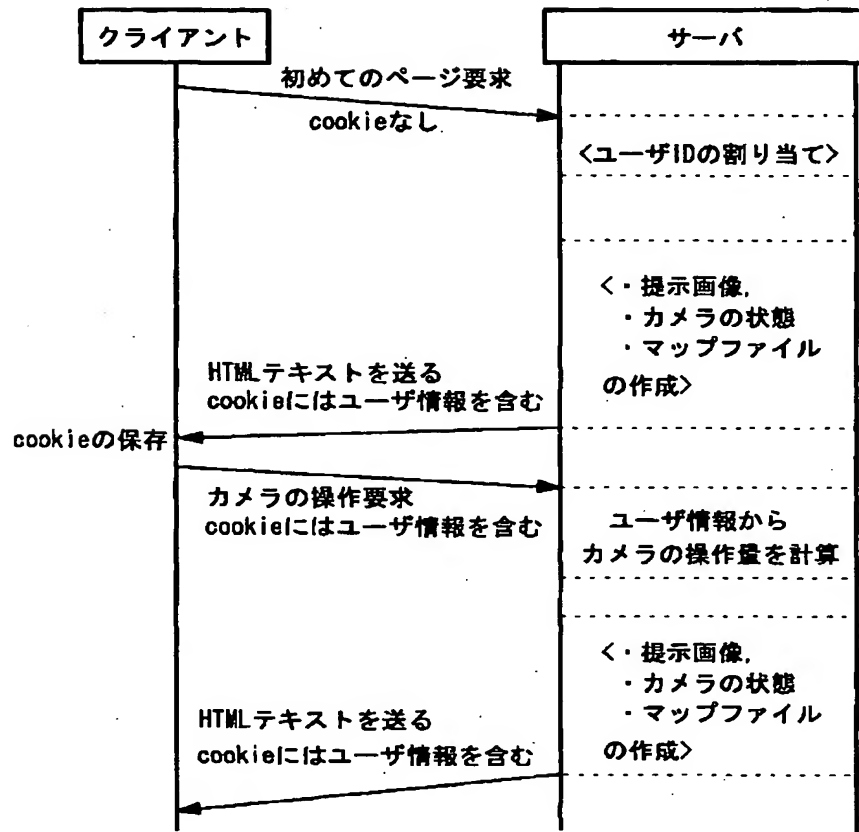 クライアント
サーバ
初めてのページ要求
cookieなし
<ユーザIDの割り当て>
<・提示画像,
・カメラの状態
・マップファイル
の作成>
HTMLテキストを送る
cookieにはユーザ情報を含む
cookieの保存
カメラの操作要求
cookieにはユーザ情報を含む
ユーザ情報から
カメラの操作量を計算
<・提示画像,
・カメラの状態
・マップファイル
の作成>
HTMLテキストを送る
cookieにはユーザ情報を含む